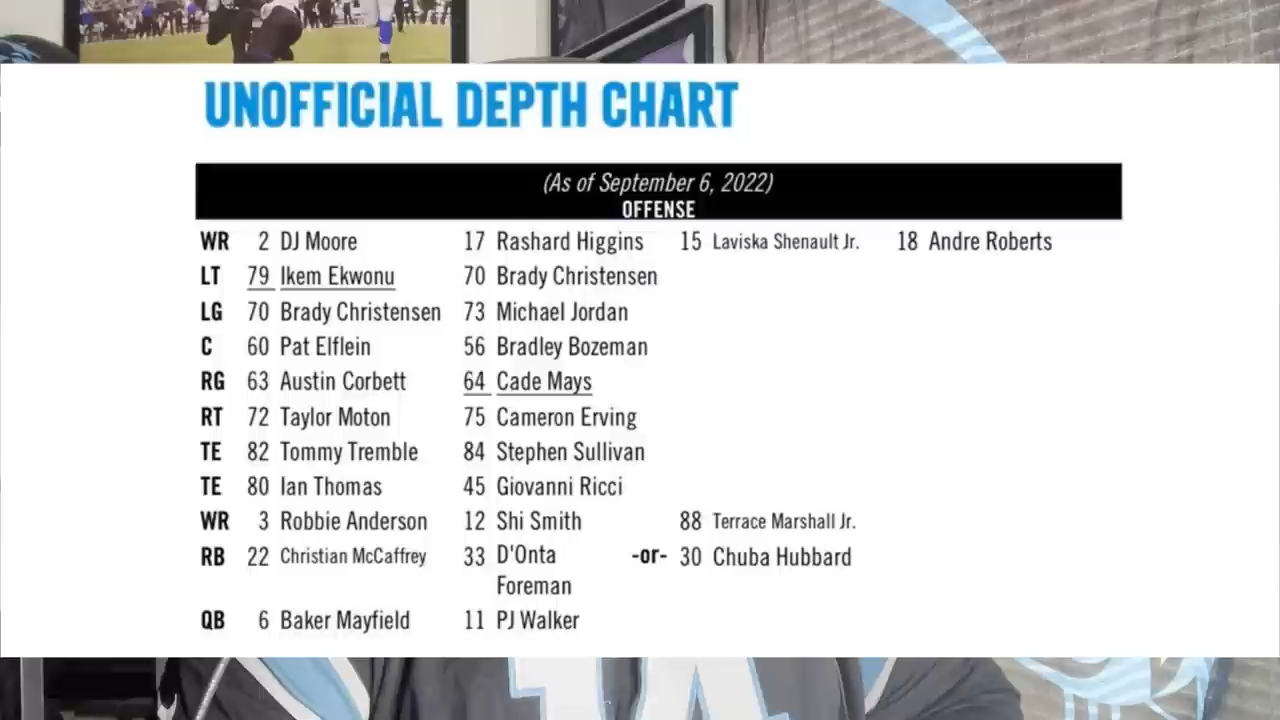 UNOFFICIAL DEPTH CHART
(As of September 6, 2022)
OFFENSE
WR 2 DJ Moore 17 Rashard Higgins 15 Laviska Shenault Jr. 18 Andre Roberts
LT 79 Ikem Ekwonu 70 Brady Christensen
LG 70 Brady Christensen 73 Michael Jordan
C 60 Pat Elflein 56 Bradley Bozeman
RG 63 Austin Corbett 64 Cade Mays
RT 72 Taylor Moton 75 Cameron Erving
TE 82 Tommy Tremble 84 Stephen Sullivan
TE 80 Ian Thomas 45 Giovanni Ricci
WR 3 Robbie Anderson 12 Shi Smith 88 Terrace Marshall Jr.
RB 22 Christian McCaffrey 33 D'Onta -or- 30 Chuba Hubbard
Foreman
QB 6 Baker Mayfield 11 PJ Walker